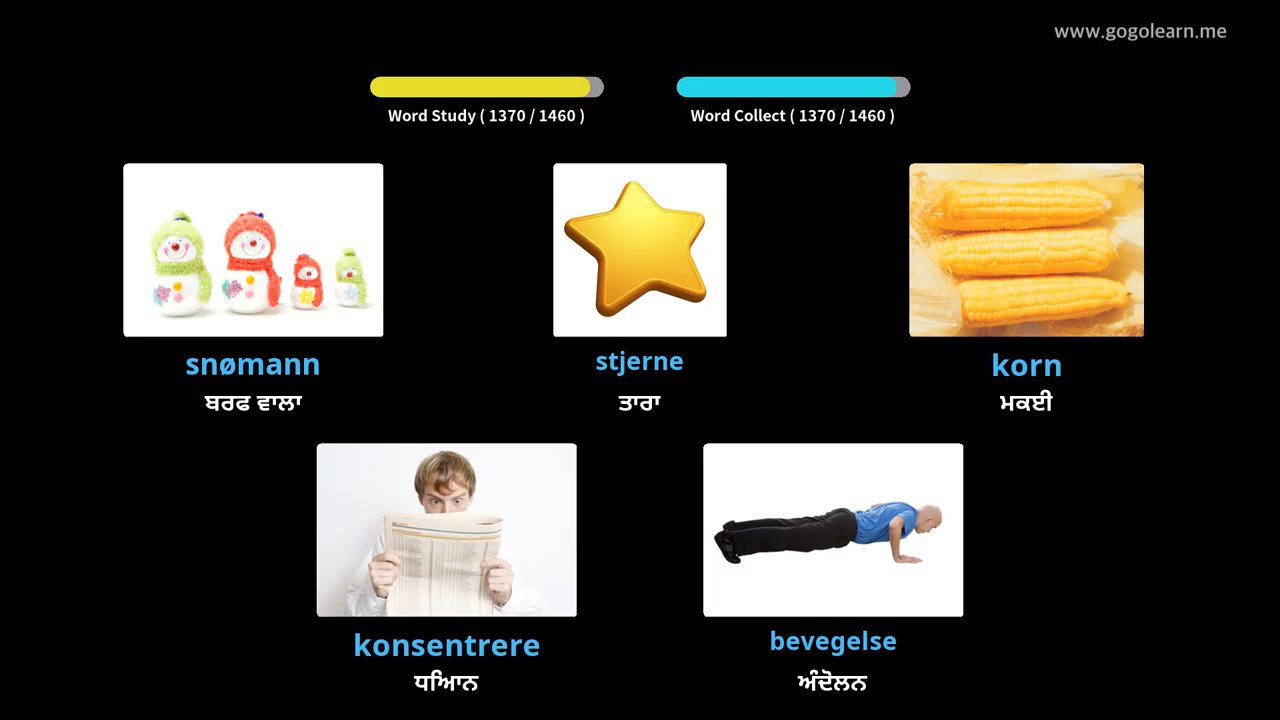 www.gogolearn.me
Word Study ( 1370 / 1460 )
Word Collect ( 1370 / 1460 )
snømann
stjerne
korn
ਬਰਫ ਵਾਲਾ
ਤਾਰਾ
ਮਕਈ
konsentrere
bevegelse
ਧਿਆਨ
ਅੰਦੋਲਨ